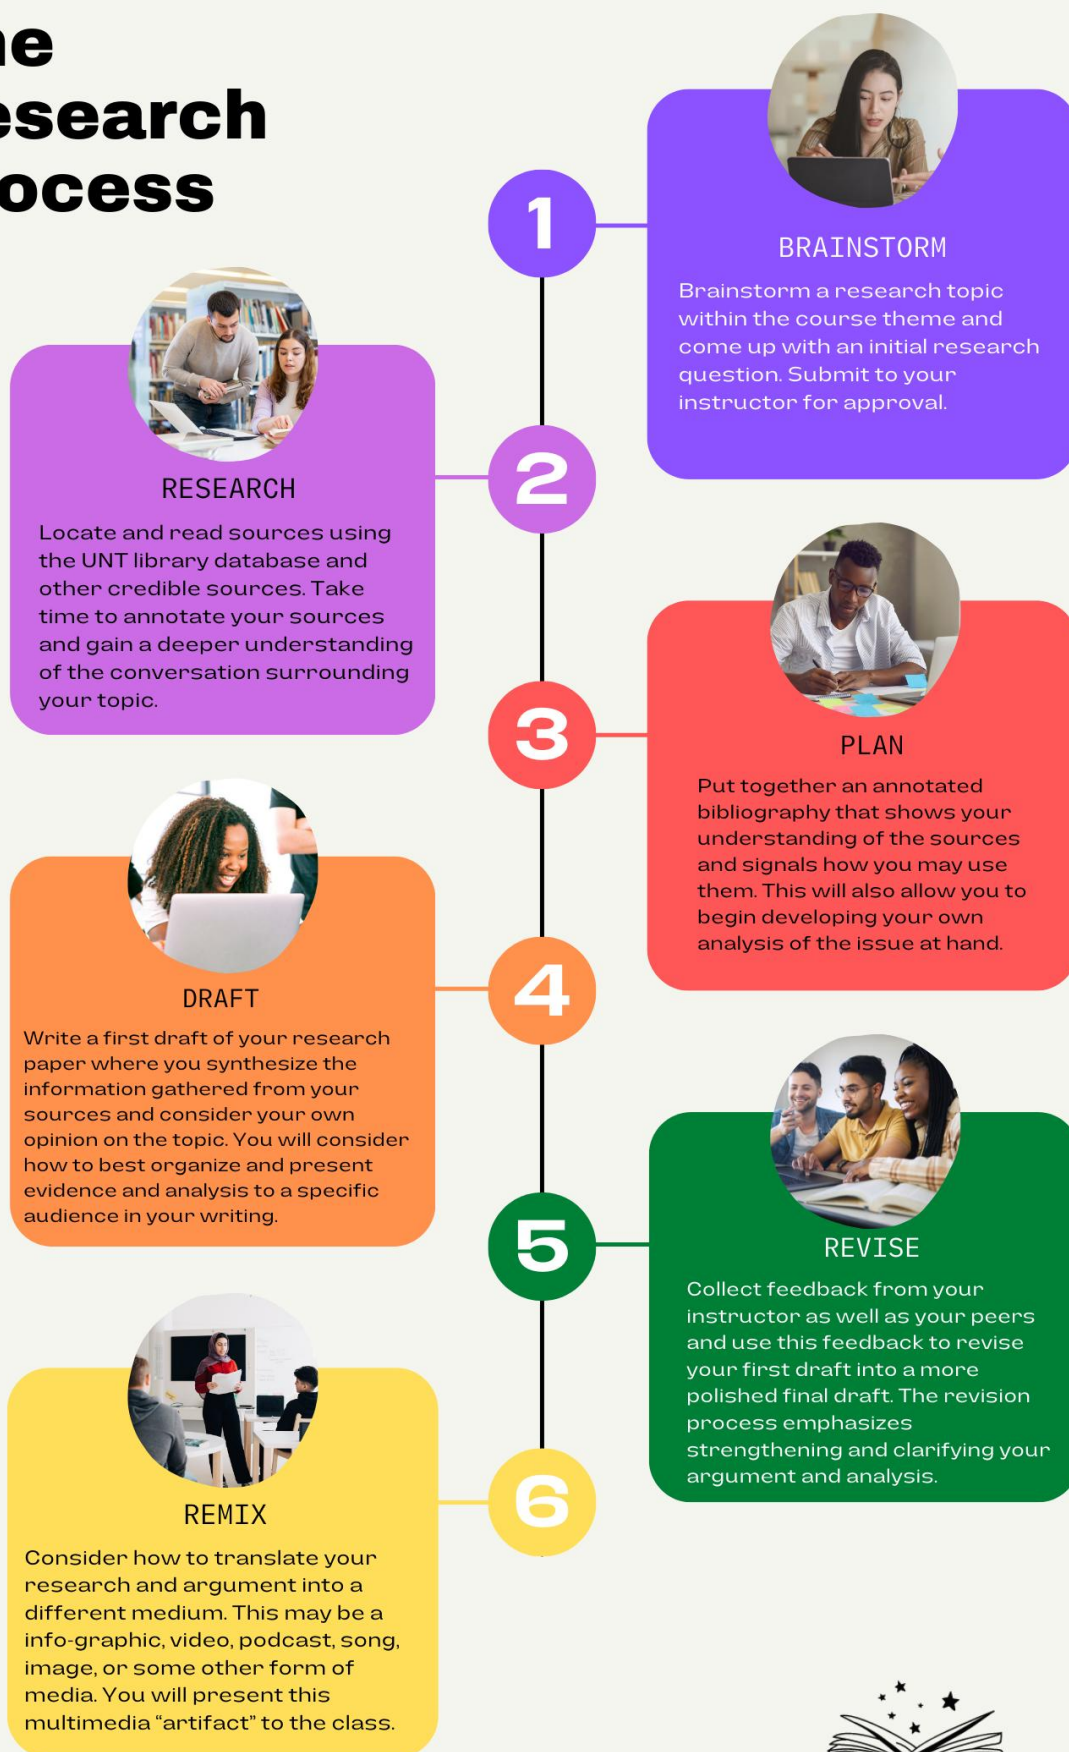 he
esearch
ocess
1
BRAINSTORM
Brainstorm a research topic
within the course theme and
come up with an initial research
question. Submit to your
instructor for approval.
2
RESEARCH
Locate and read sources using
the UNT library database and
other credible sources. Take
time to annotate your sources
and gain a deeper understanding
of the conversation surrounding
your topic.
3
PLAN
Put together an annotated
bibliography that shows your
understanding of the sources
and signals how you may use
them. This will also allow you to
begin developing your own
analysis of the issue at hand.
4
DRAFT
Write a first draft of your research
paper where you synthesize the
information gathered from your
sources and consider your own
opinion on the topic. You will consider
how to best organize and present
evidence and analysis to a specific
audience in your writing.
5
REVISE
Collect feedback from your
instructor as well as your peers
and use this feedback to revise
your first draft into a more
polished final draft. The revision
process emphasizes
strengthening and clarifying your
argument and analysis.
6
REMIX
Consider how to translate your
research and argument into a
different medium. This may be a
info-graphic, video, podcast, song,
image, or some other form of
media. You will present this
multimedia “artifact” to the class.